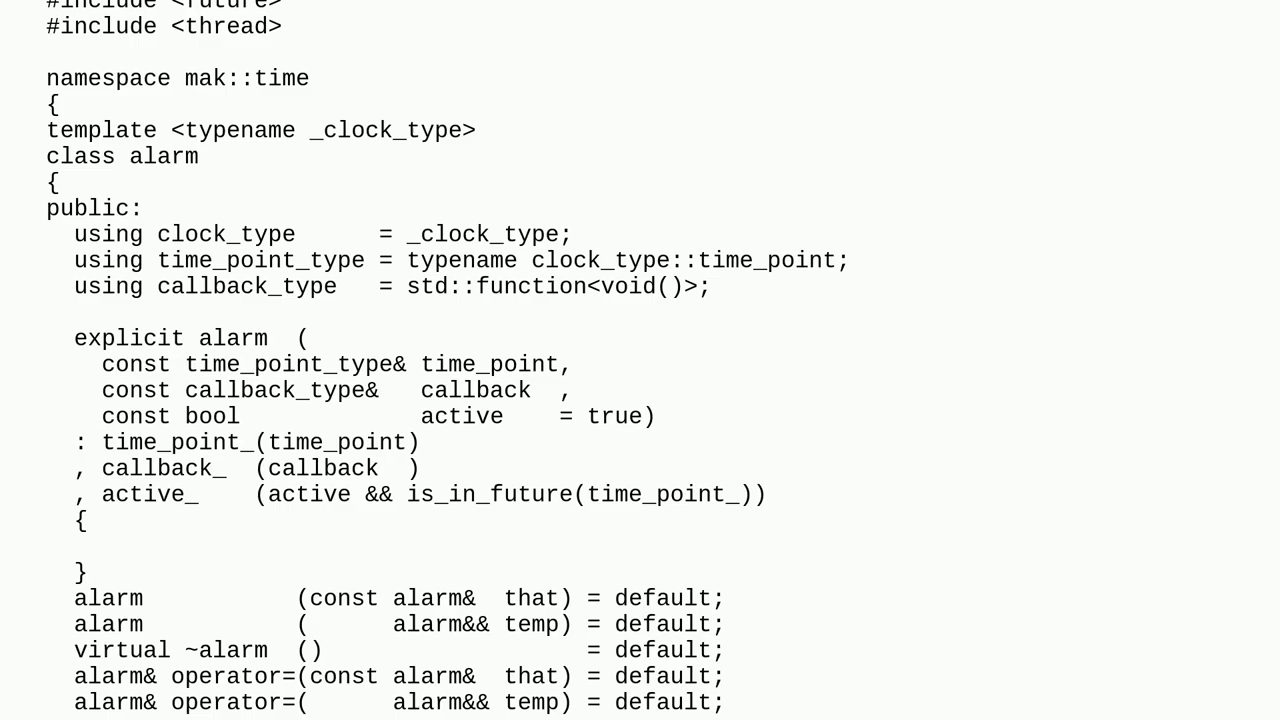 #include <future>
#include <thread>
namespace mak::time
{
template <typename _clock_type>
class alarm
{
public:
  using clock_type      = _clock_type;
  using time_point_type = typename clock_type::time_point;
  using callback_type   = std::function<void()>;
  explicit alarm  (
    const time_point_type& time_point,
    const callback_type&   callback  ,
    const bool             active    = true)
  : time_point_(time_point)
  , callback_  (callback  )
  , active_    (active && is_in_future(time_point_))
  {
  }
  alarm           (const alarm&  that) = default;
  alarm           (      alarm&& temp) = default;
  virtual ~alarm  ()                   = default;
  alarm& operator=(const alarm&  that) = default;
  alarm& operator=(      alarm&& temp) = default;